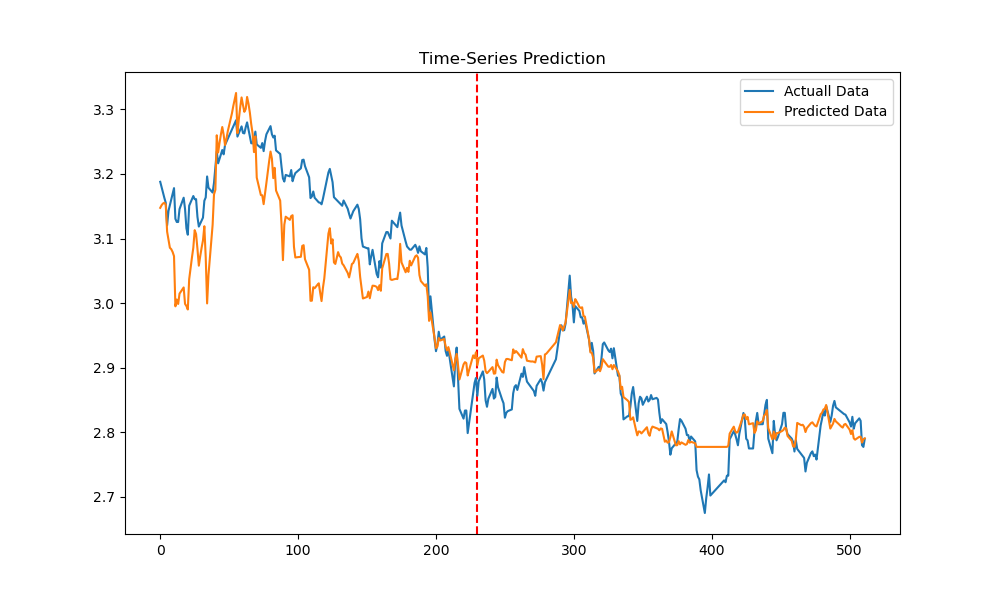 Time-Series Prediction
Actuall Data
Predicted Data
3.3
3.2
3.1
3.0
2.9
2.8
2.7
0 100 200 300 400 500